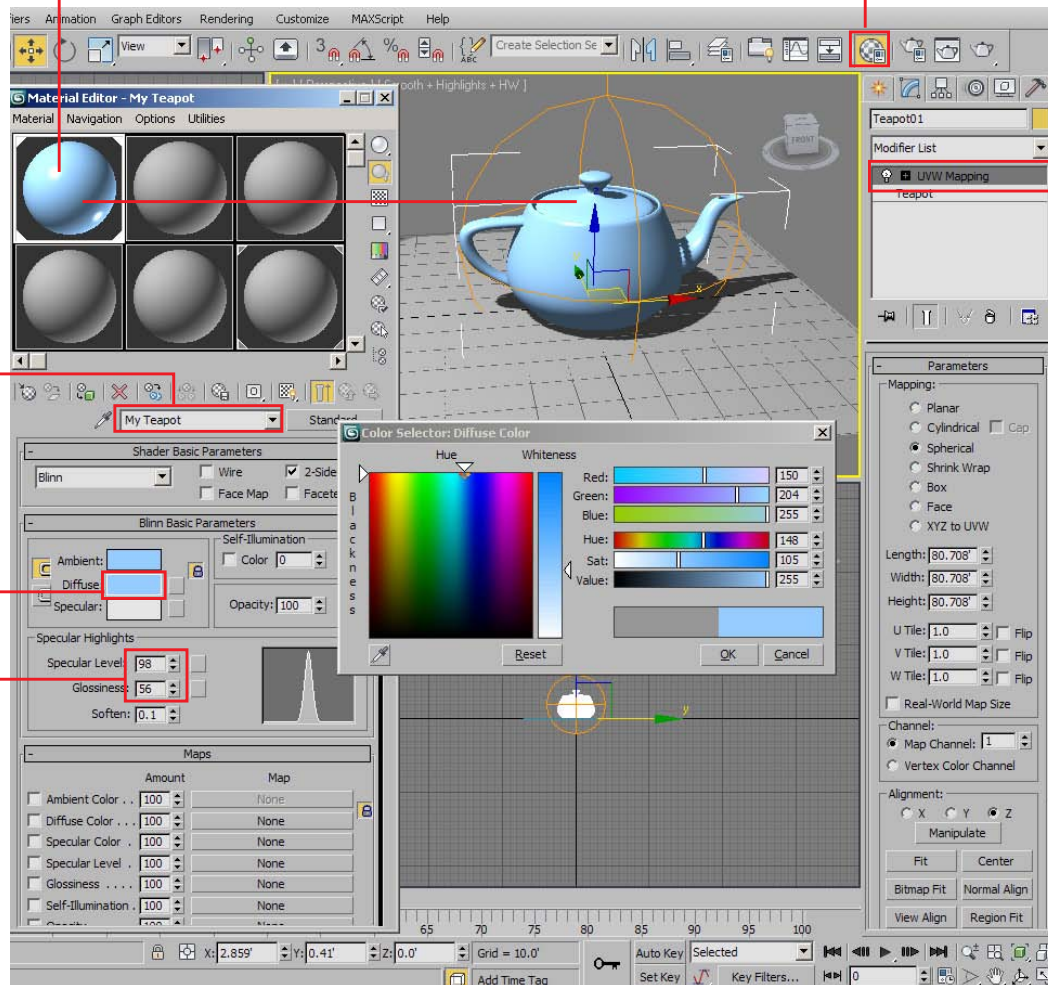 Animation Graph Editors Rendering Customize MAXScript Help
View
3
%
ABC
Create Selection Se
Smooth + Highlights + HW ]
FRONT
Material Editor - My Teapot
Material Navigation Options Utilities
My Teapot
Standard
Shader Basic Parameters
Blinn
Wire
2-Side
Face Map
Facete
Blinn Basic Parameters
Ambient:
Diffuse
Specular:
Self-Illumination
Color 0
Opacity: 100
Specular Highlights
Specular Level: 98
Glossiness: 56
Soften: 0.1
Maps
Amount Map
Ambient Color . . 100 None
Diffuse Color . . . 100 None
Specular Color . 100 None
Specular Level . 100 None
Glossiness . . . . 100 None
Self-Illumination . 100 None
Color Selector: Diffuse Color
Hue Whiteness
Blackness
Red: 150
Green: 204
Blue: 255
Hue: 148
Sat: 105
Value: 255
Reset
OK
Cancel
z
x
y
Teapot01
Modifier List
UVW Mapping
Teapot
Parameters
Mapping:
Planar
Cylindrical Cap
Spherical
Shrink Wrap
Box
Face
XYZ to UVW
Length: 80.708'
Width: 80.708'
Height: 80.708'
U Tile: 1.0 Flip
V Tile: 1.0 Flip
W Tile: 1.0 Flip
Real-World Map Size
Channel:
Map Channel: 1
Vertex Color Channel
Alignment:
X Y Z
Manipulate
Fit Center
Bitmap Fit Normal Align
View Align Region Fit
65 70 75 80 85 90 95 100
X: 2.859' Y: 0.41' Z: 0.0' Grid = 10.0'
Auto Key Selected
Add Time Tag
Set Key Key Filters... 0